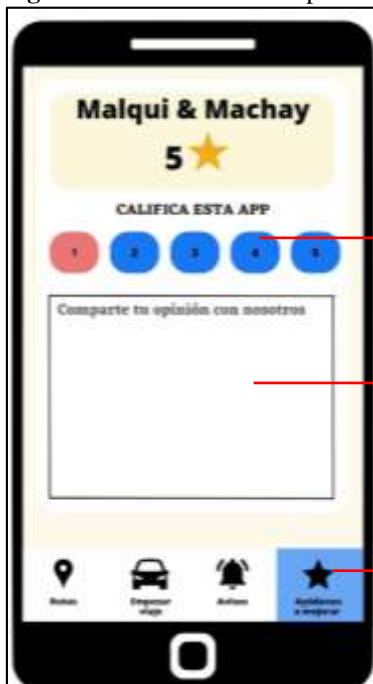 Malqui & Machay
5
CALIFICA ESTA APP
1 2 3 4 5
Comparte tu opinión con nosotros
Rutas
Empezar
viaje
Avisos
Ayúdanos
a mejorar